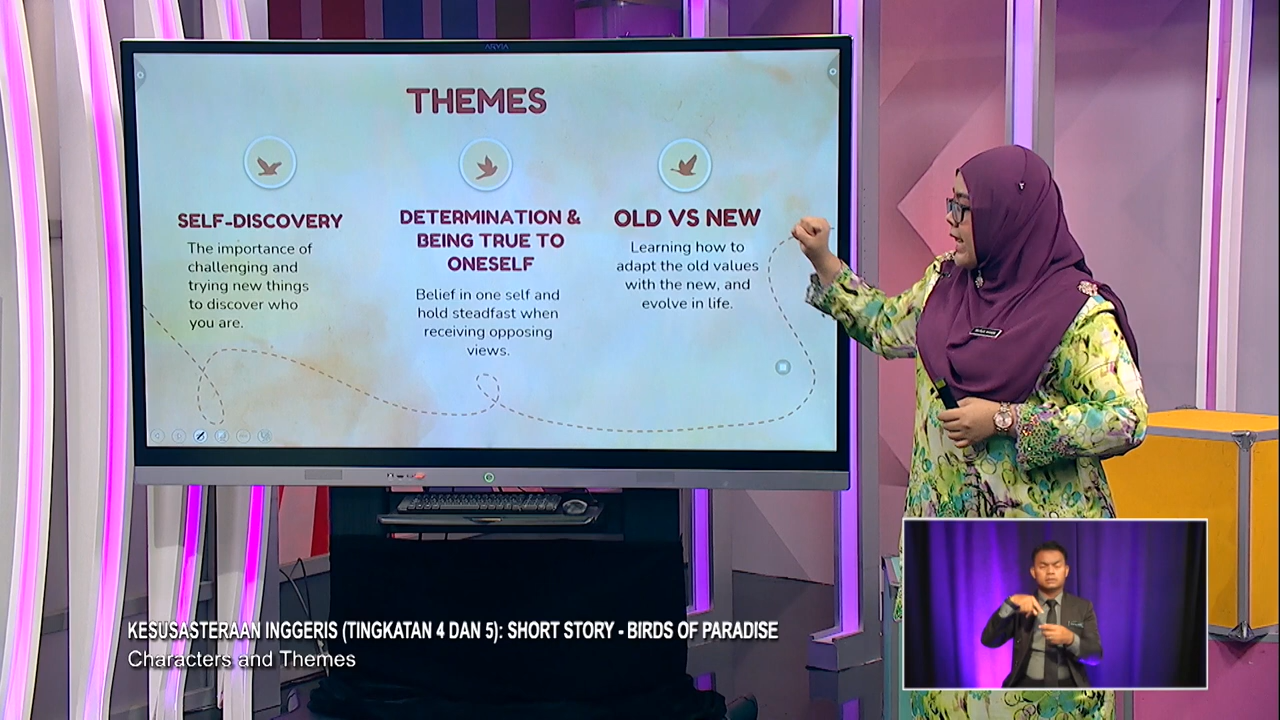 ARVIA
THEMES
SELF-DISCOVERY
The importance of
challenging and
trying new things
to discover who
you are.
DETERMINATION &
BEING TRUE TO
ONESELF
Belief in one self and
hold steadfast when
receiving opposing
views.
OLD VS NEW
Learning how to
adapt the old values
with the new, and
evolve in life.
KESUSASTERAAN INGGERIS (TINGKATAN 4 DAN 5): SHORT STORY - BIRDS OF PARADISE
Characters and Themes